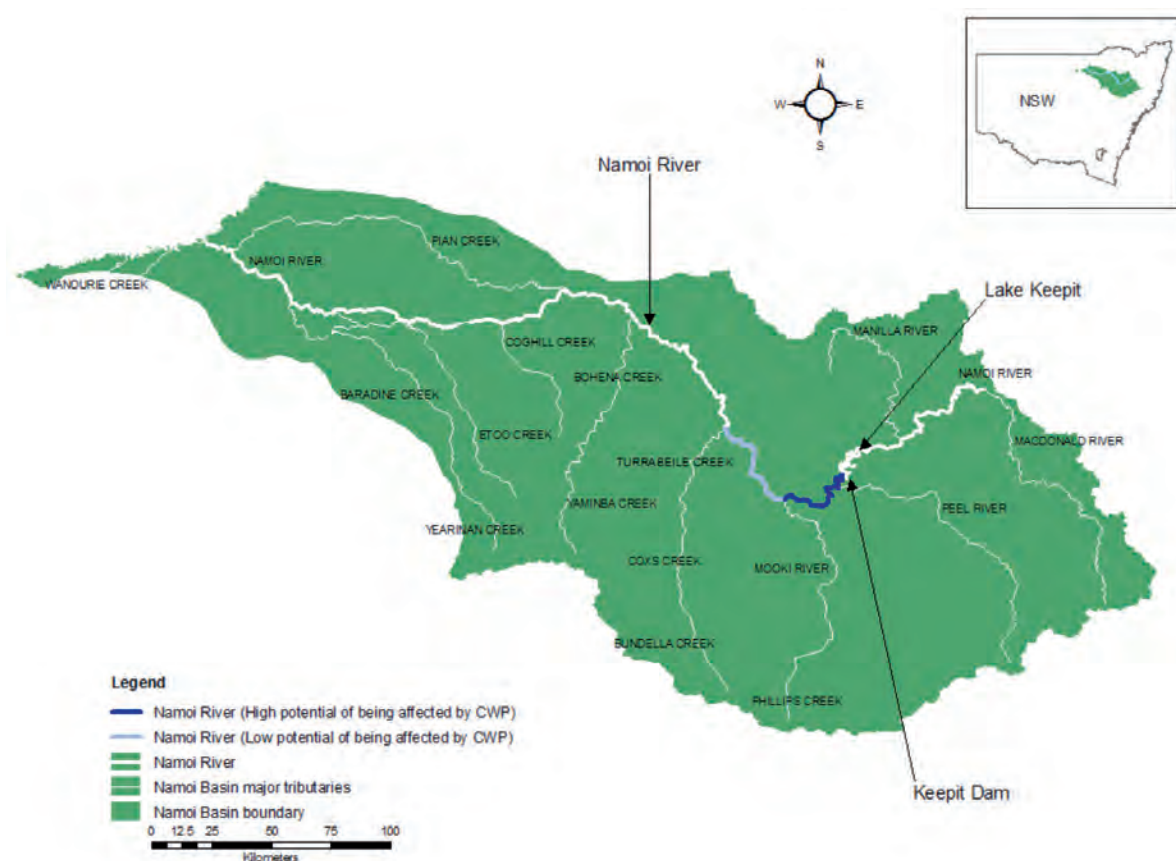 N
W
E
S
NSW
Namoi River
PIAN CREEK
NAMOI RIVER
WANOURIE CREEK
Lake Keepit
MANILLA RIVER
COGHILL CREEK
BOHENA CREEK
NAMOI RIVER
BARADINE CREEK
ETOO CREEK
MACDONALD RIVER
TURRABEILE CREEK
YAMINBA CREEK
PEEL RIVER
YEARINAN CREEK
COXS CREEK
MOOKI RIVER
BUNDELLA CREEK
PHILLIPS CREEK
Keepit Dam
Legend
Namoi River (High potential of being affected by CWP)
Namoi River (Low potential of being affected by CWP)
Namoi River
Namoi Basin major tributaries
Namoi Basin boundary
0 12.5 25 50 75 100
Kilometers